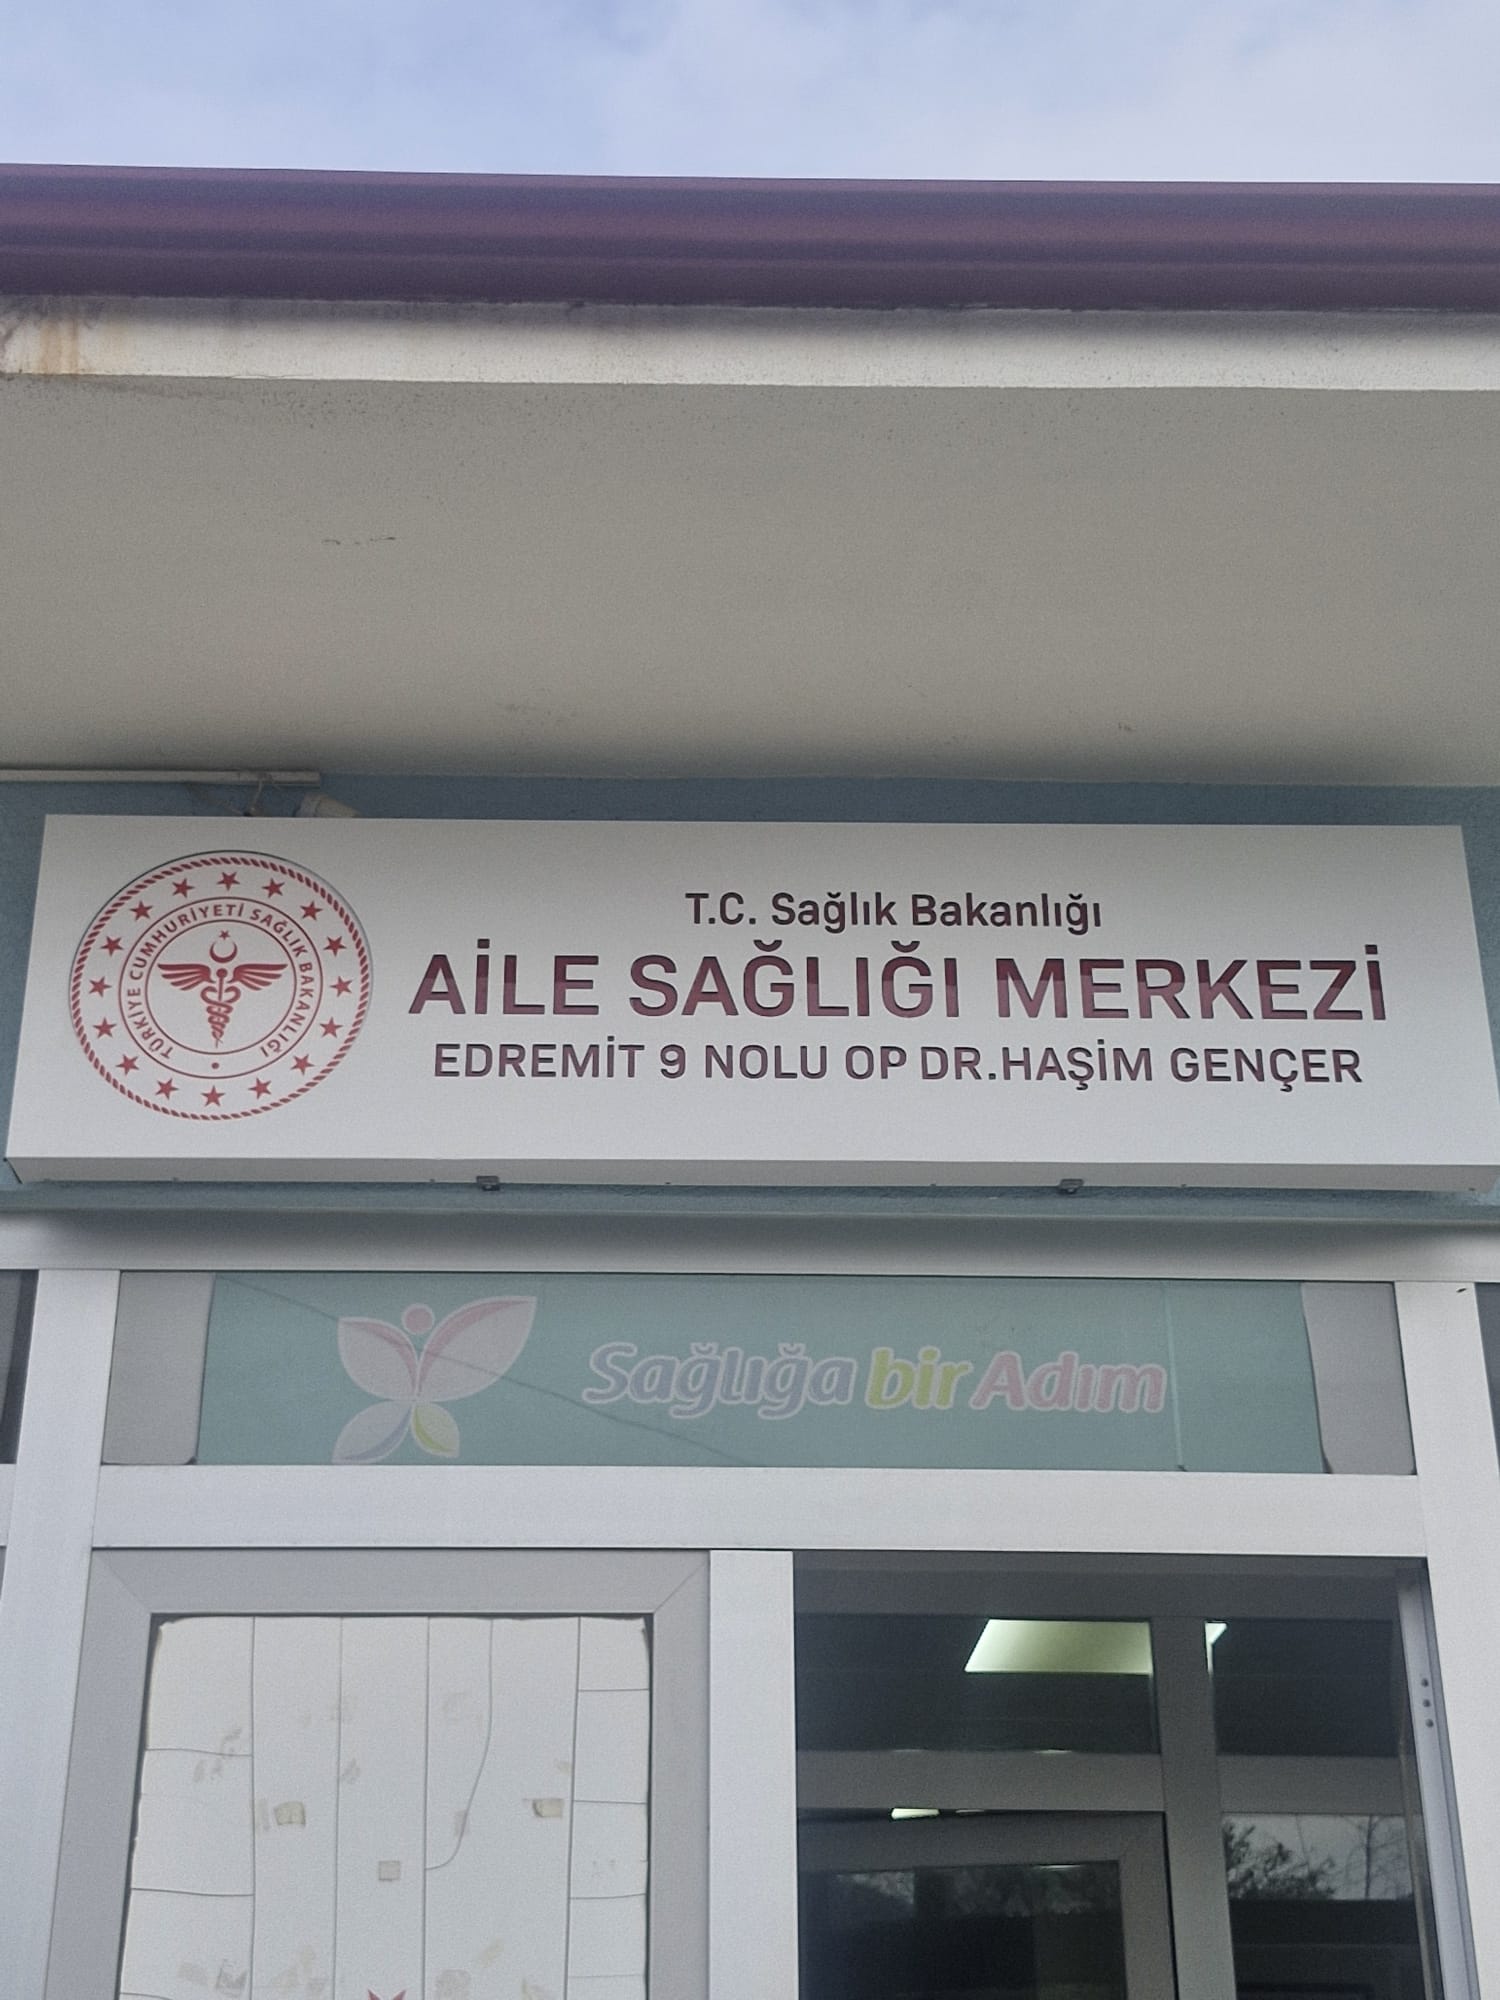 TÜRKİYE CUMHURİYETİ SAĞLIK BAKANLIĞI
T.C. Sağlık Bakanlığı
AİLE SAĞLIĞI MERKEZİ
EDREMİT 9 NOLU OP DR.HAŞİM GENÇER
Sağlığa bir Adım